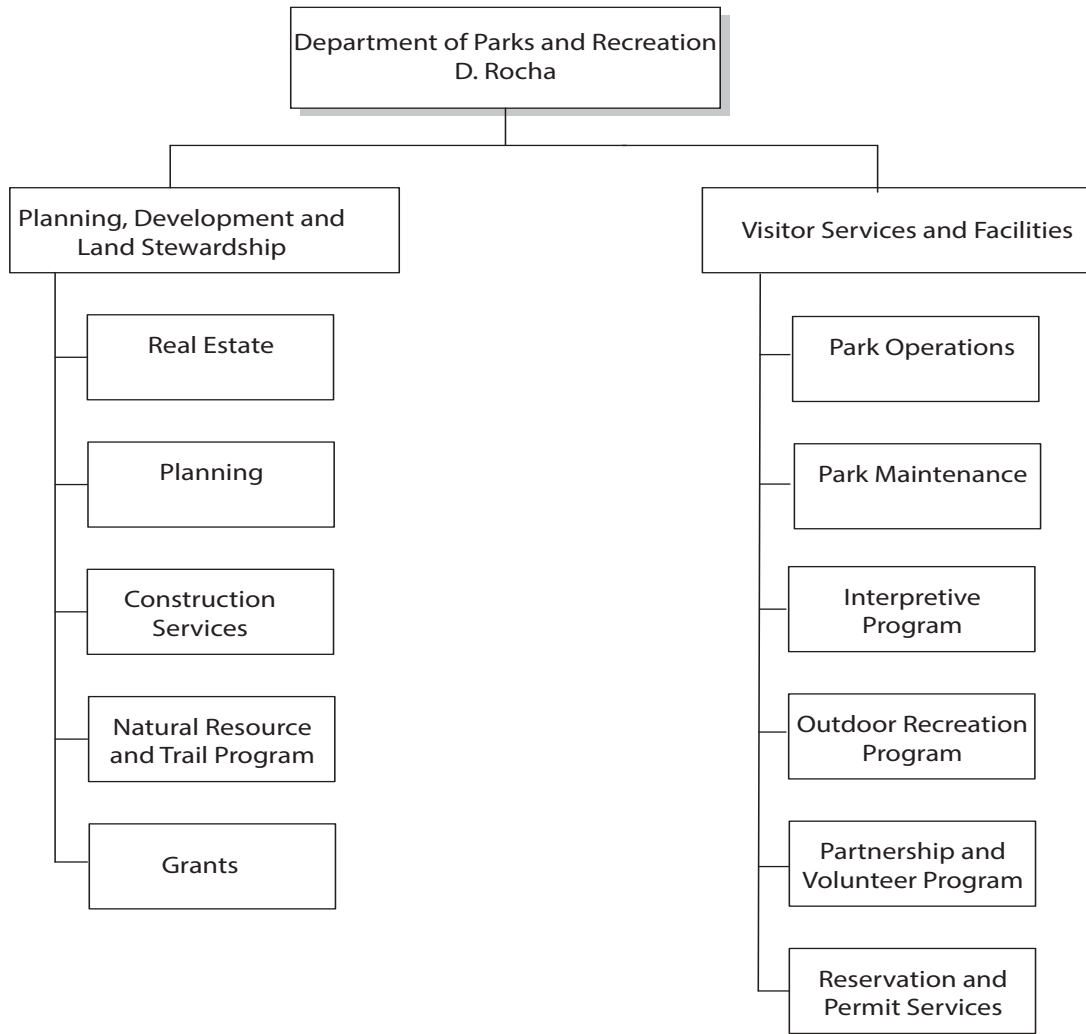 Department of Parks and Recreation
D. Rocha
Planning, Development and
Land Stewardship
Real Estate
Planning
Construction
Services
Natural Resource
and Trail Program
Grants
Visitor Services and Facilities
Park Operations
Park Maintenance
Interpretive
Program
Outdoor Recreation
Program
Partnership and
Volunteer Program
Reservation and
Permit Services